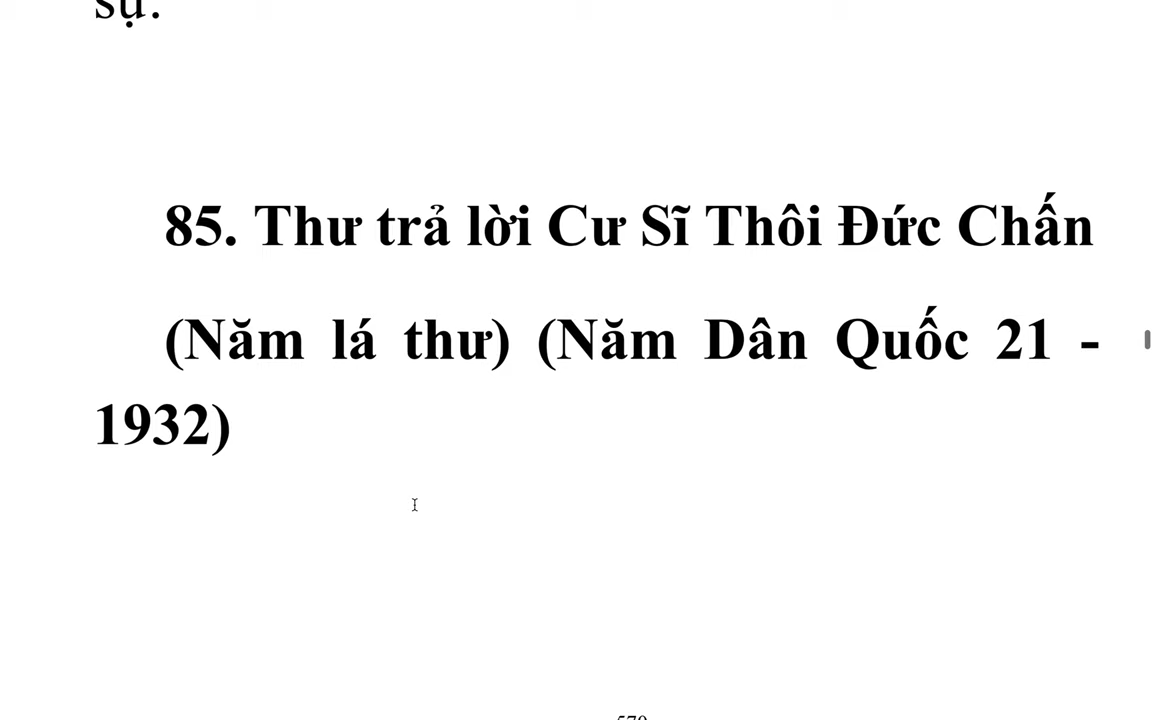 sự.
85. Thư trả lời Cư Sĩ Thôi Đức Chấn
(Năm lá thư) (Năm Dân Quốc 21 -
1932)